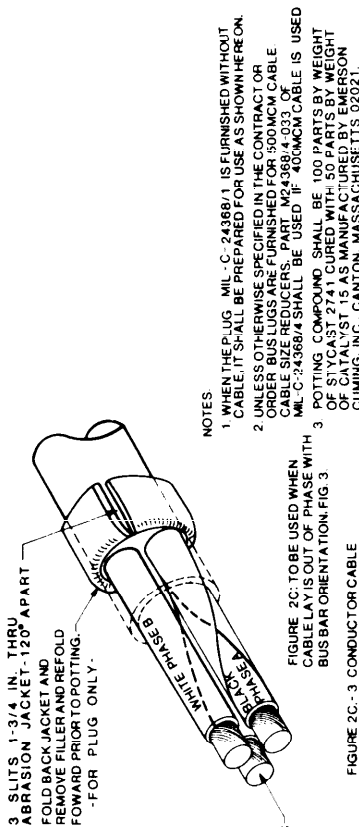 3 SLITS 1-3/4 IN. THRU
ABRASION JACKET-120° APART
FOLD BACK JACKET AND
REMOVE FILLER AND REFOLD
FOWARD PRIOR TO POTTING.
-FOR PLUG ONLY-
WHITE PHASE B
BLACK
PHASE A
FIGURE 2C: TO BE USED WHEN
CABLE LAY IS OUT OF PHASE WITH
BUS BAR ORIENTATION, FIG. 3.
FIGURE 2C.- 3 CONDUCTOR CABLE
NOTES:
1. WHEN THE PLUG MIL-C-24368/1 IS FURNISHED WITHOUT
CABLE, IT SHALL BE PREPARED FOR USE AS SHOWN HEREON.
2. UNLESS OTHERWISE SPECIFIED IN THE CONTRACT OR
ORDER BUS LUGS ARE FURNISHED FOR 500 MCM CABLE.
CABLE SIZE REDUCERS, PART M24368/4-033 OF
MIL-C-24368/4 SHALL BE USED IF 400MCM CABLE IS USED
3. POTTING COMPOUND SHALL BE 100 PARTS BY WEIGHT
OF STYCAST 2741 CURED WITH 50 PARTS BY WEIGHT
OF CATALYST 15 AS MANUFACTURED BY EMERSON
CUMING, INC., CANTON, MASSACHUSETTS 02021.